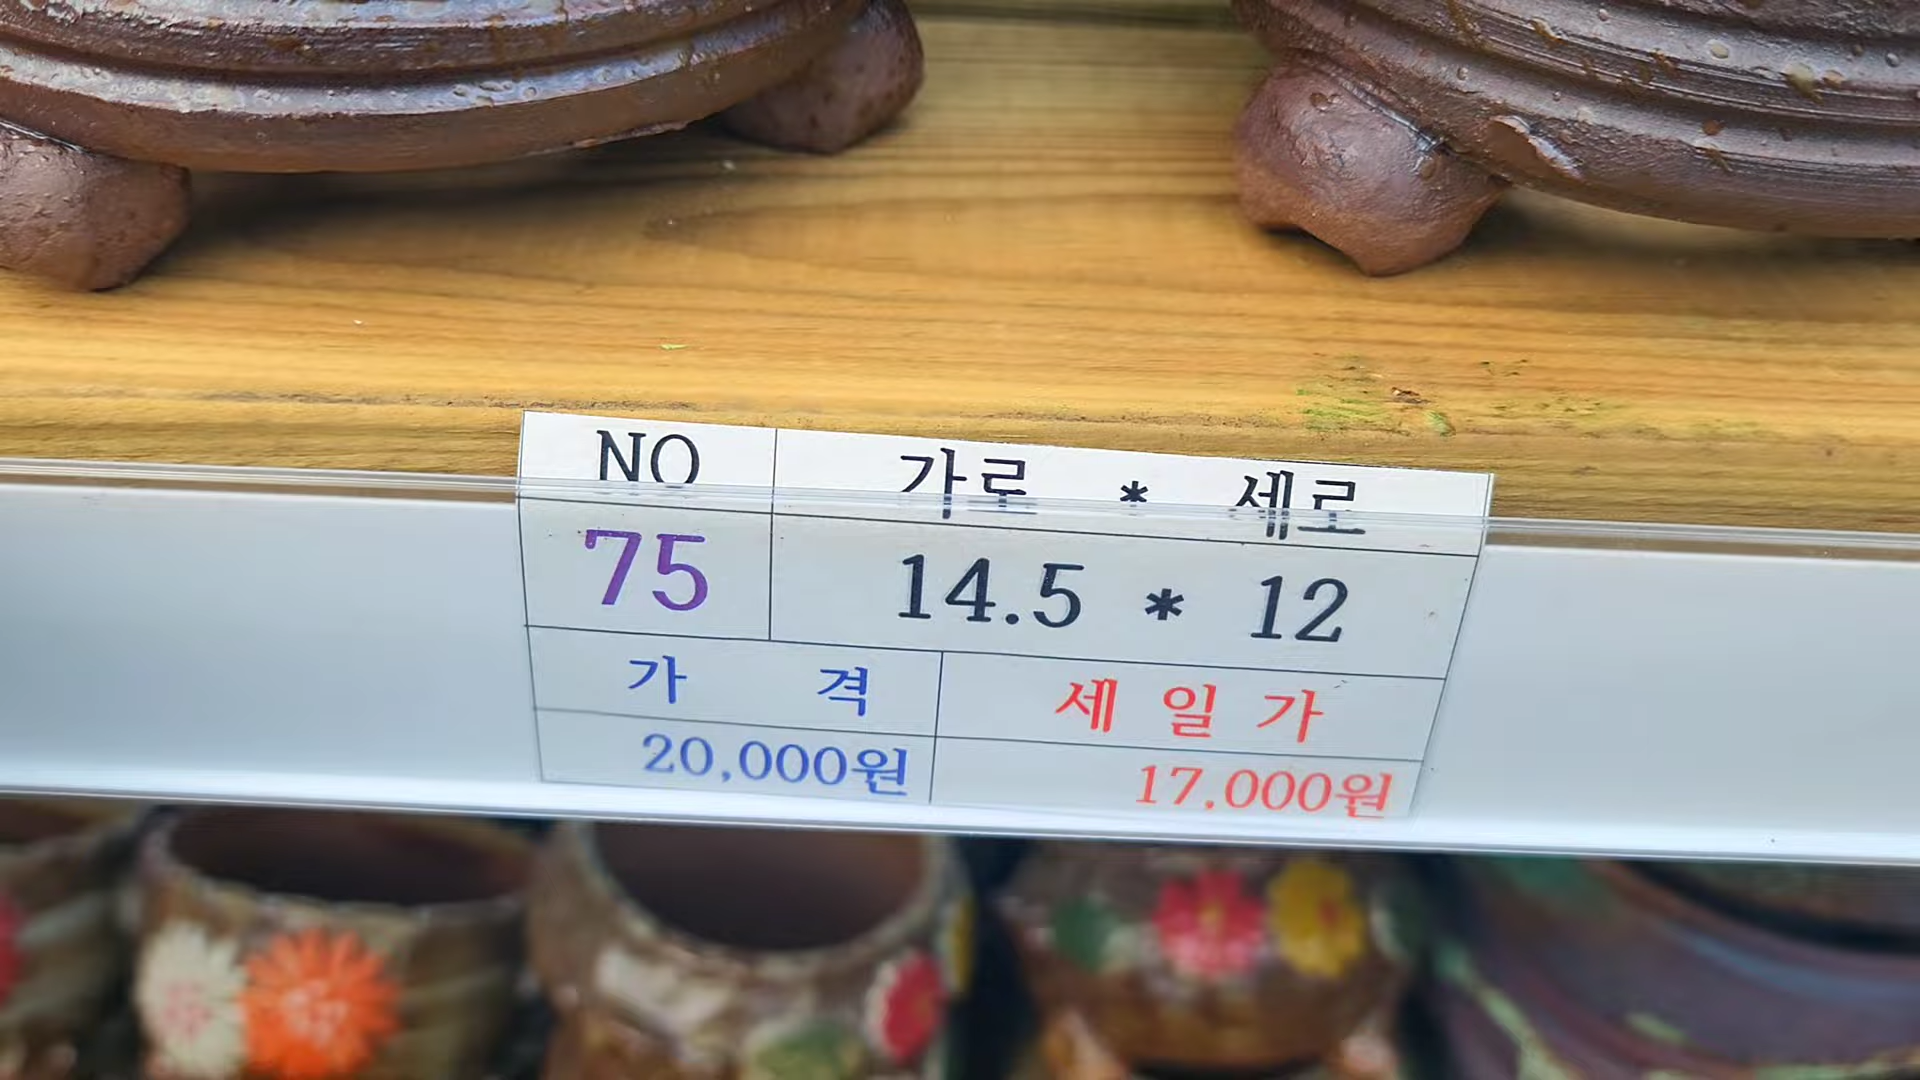 NO 가로 * 세로
75 14.5 * 12
가 격 세 일 가
20,000원 17,000원